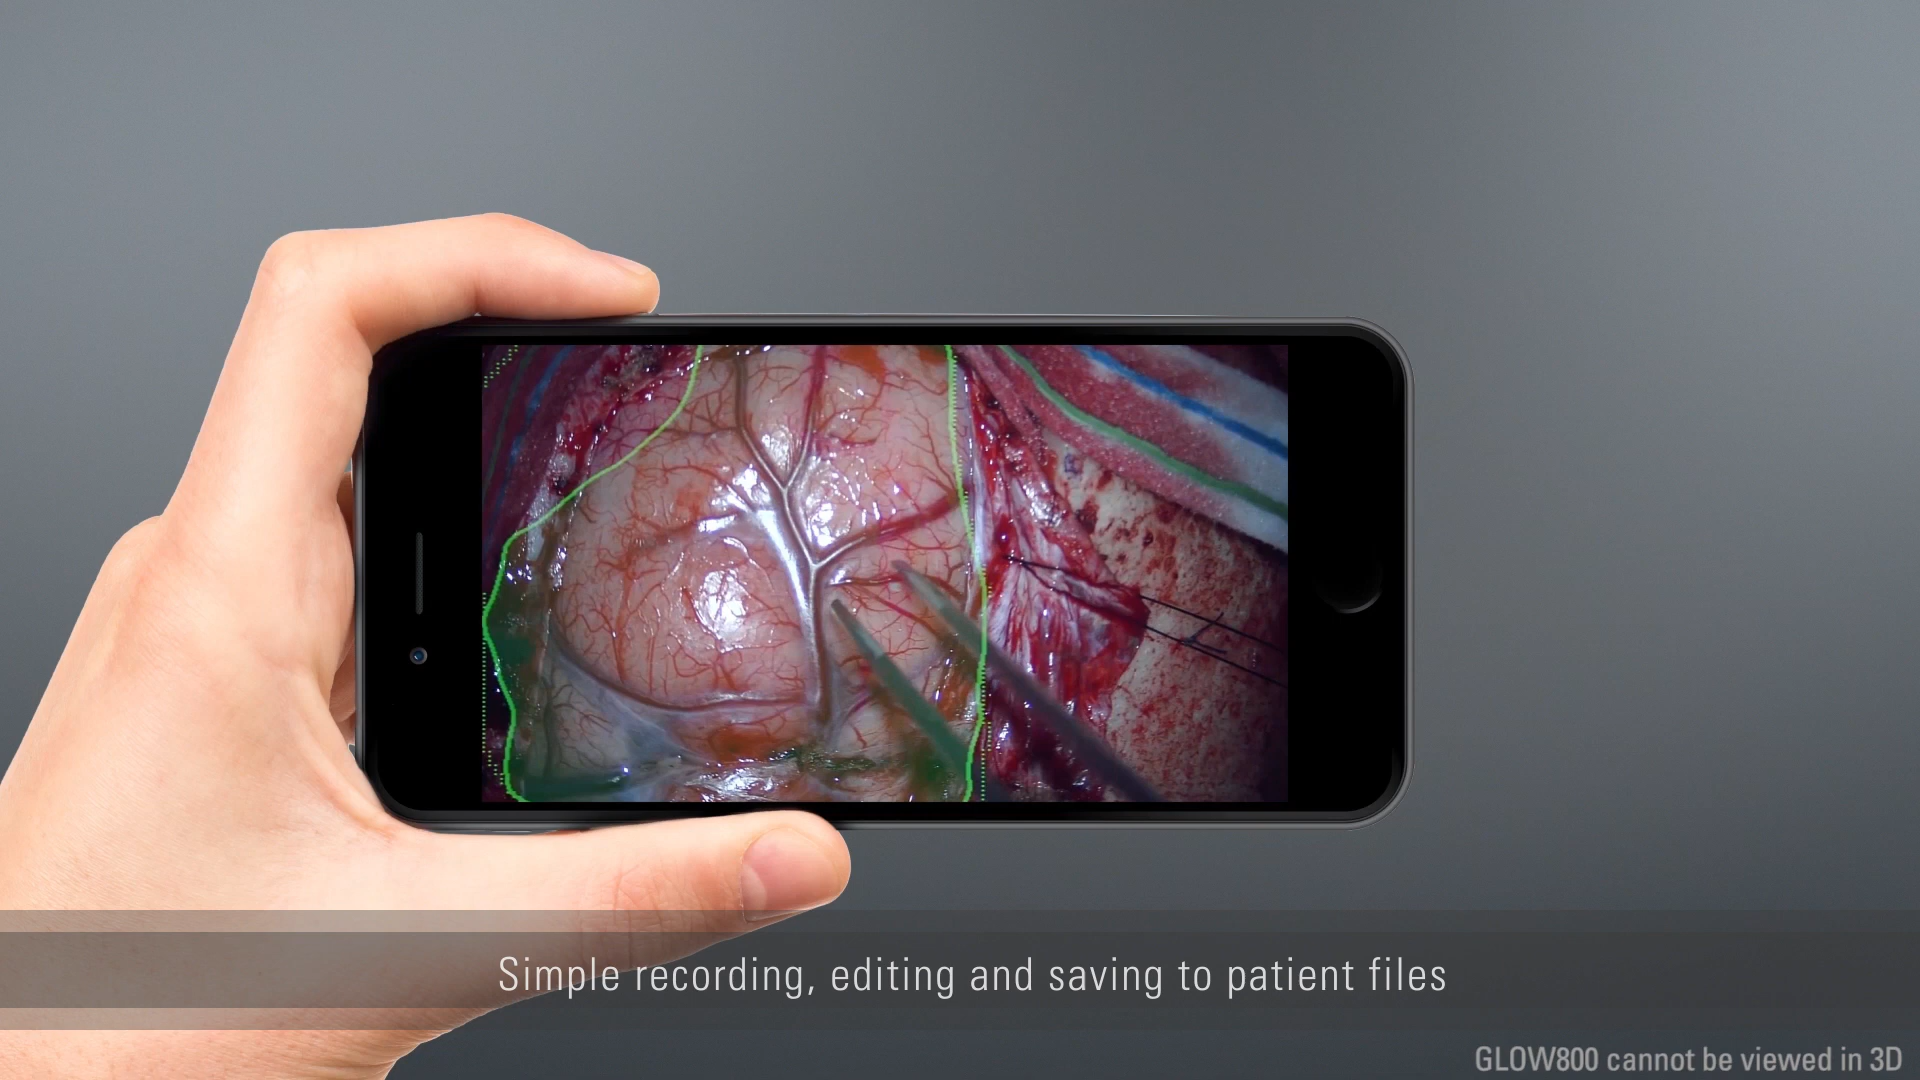 Simple recording, editing and saving to patient files
GLOW800 cannot be viewed in 3D